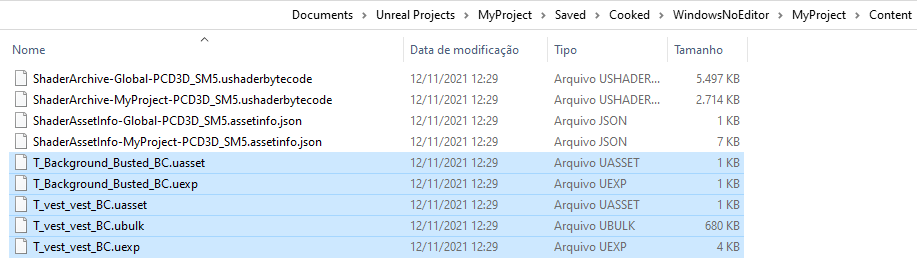 Documents > Unreal Projects > MyProject > Saved > Cooked > WindowsNoEditor > MyProject > Content
Nome Data de modificação Tipo Tamanho
ShaderArchive-Global-PCD3D_SM5.ushaderbytecode 12/11/2021 12:29 Arquivo USHADER... 5.497 KB
ShaderArchive-MyProject-PCD3D_SM5.ushaderbytecode 12/11/2021 12:29 Arquivo USHADER... 2.714 KB
ShaderAssetInfo-Global-PCD3D_SM5.assetinfo.json 12/11/2021 12:29 Arquivo JSON 1 KB
ShaderAssetInfo-MyProject-PCD3D_SM5.assetinfo.json 12/11/2021 12:29 Arquivo JSON 7 KB
T_Background_Busted_BC.uasset 12/11/2021 12:29 Arquivo UASSET 1 KB
T_Background_Busted_BC.uexp 12/11/2021 12:29 Arquivo UEXP 1 KB
T_vest_vest_BC.uasset 12/11/2021 12:29 Arquivo UASSET 1 KB
T_vest_vest_BC.ubulk 12/11/2021 12:29 Arquivo UBULK 680 KB
T_vest_vest_BC.uexp 12/11/2021 12:29 Arquivo UEXP 4 KB